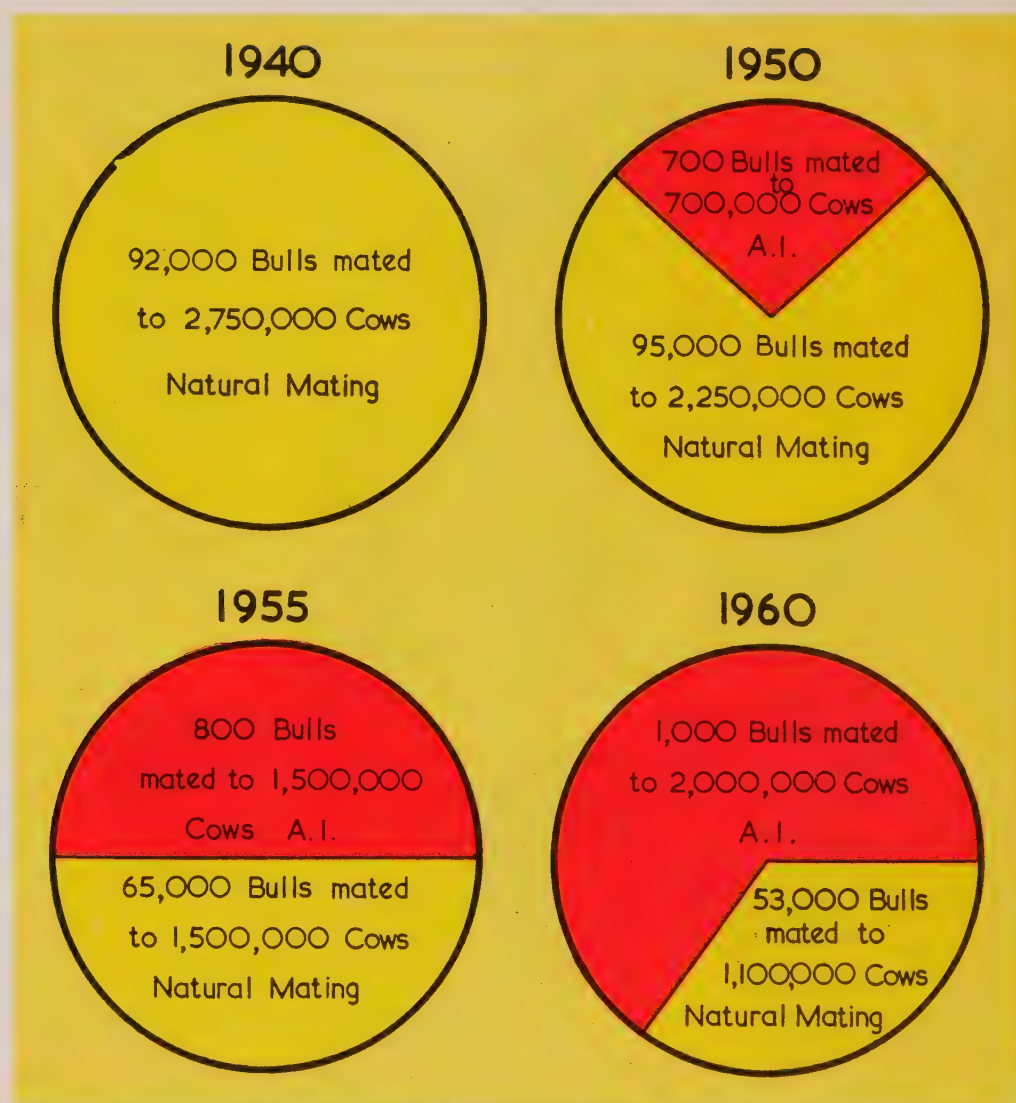 1940
92,000 Bulls mated
to 2,750,000 Cows
Natural Mating
1950
700 Bulls mated
to
700,000 Cows
A.I.
95,000 Bulls mated
to 2,250,000 Cows
Natural Mating
1955
800 Bulls
mated to 1,500,000
Cows A.I.
65,000 Bulls mated
to 1,500,000 Cows
Natural Mating
1960
1,000 Bulls mated
to 2,000,000 Cows
A.I.
53,000 Bulls
mated to
1,100,000 Cows
Natural Mating